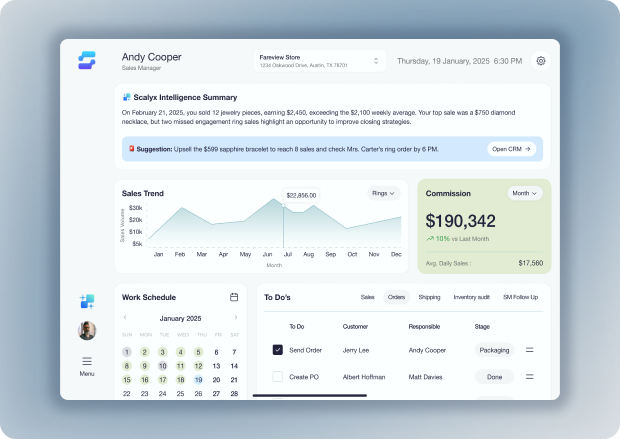 Andy Cooper
Sales Manager
Fareview Store
1234 Oakwood Drive, Austin, TX 78701
Thursday, 19 January, 2025 6:30 PM
Scalyx Intelligence Summary
On February 21, 2025, you sold 12 jewelry pieces, earning $2,450, exceeding the $2,100 weekly average. Your top sale was a $750 diamond
necklace, but two missed engagement ring sales highlight an opportunity to improve closing strategies.
Suggestion: Upsell the $599 sapphire bracelet to reach 8 sales and check Mrs. Carter's ring order by 6 PM.
Open CRM →
Sales Trend
$22,856.00
Rings
Sales Volume
$30k
$20k
$10k
$5k
Jan Feb Mar Apr May Jun Jul Aug Sep Oct Nov Dec
Month
Commission
Month
$190,342
10% vs Last Month
Avg. Daily Sales : $17,560
Menu
Work Schedule
January 2025
SUN MON TUE WED THU FRI SAT
1 2 3 4 5 6 7
8 9 10 11 12 13 14
15 16 17 18 19 20 21
22 23 24 25 26 27 28
To Do's
Sales Orders Shipping Inventory audit SM Follow Up
To Do Customer Responsible Stage
Send Order Jerry Lee Andy Cooper Packaging
Create PO Albert Hoffman Matt Davies Done